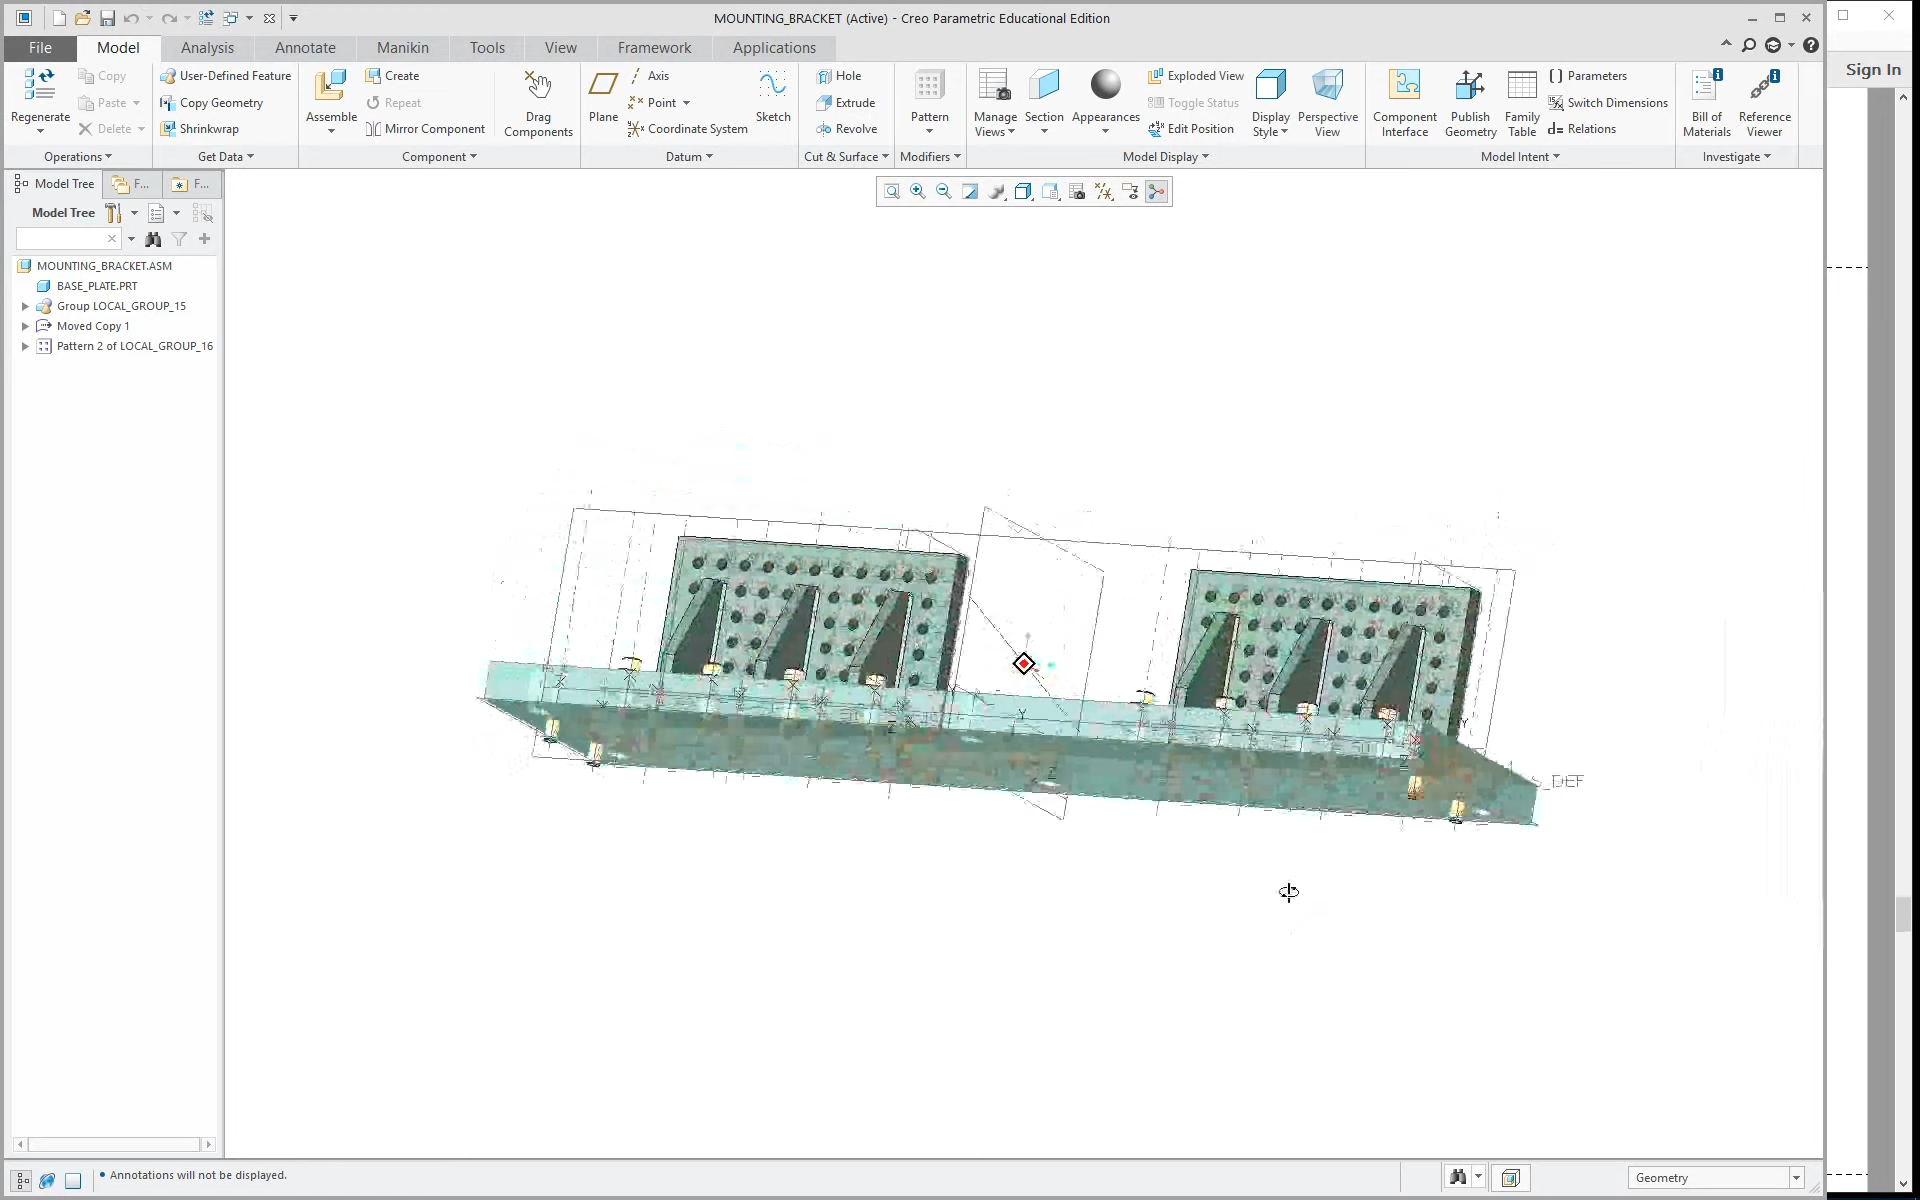 MOUNTING_BRACKET (Active) - Creo Parametric Educational Edition
File Model Analysis Annotate Manikin Tools View Framework Applications
Sign In
Regenerate
Copy
Paste
Delete
Operations
User-Defined Feature
Copy Geometry
Shrinkwrap
Get Data
Assemble
Create
Repeat
Mirror Component
Drag Components
Component
Plane
Axis
Point
Coordinate System
Sketch
Datum
Hole
Extrude
Revolve
Cut & Surface
Pattern
Modifiers
Manage Views
Section
Appearances
Exploded View
Toggle Status
Edit Position
Display Style
Perspective View
Model Display
Component Interface
Publish Geometry
Family Table
Parameters
Switch Dimensions
d= Relations
Model Intent
Bill of Materials
Reference Viewer
Investigate
Model Tree F... F...
Model Tree
MOUNTING_BRACKET.ASM
BASE_PLATE.PRT
Group LOCAL_GROUP_15
Moved Copy 1
Pattern 2 of LOCAL_GROUP_16
Y
Y
Z
_DEF
Annotations will not be displayed.
Geometry